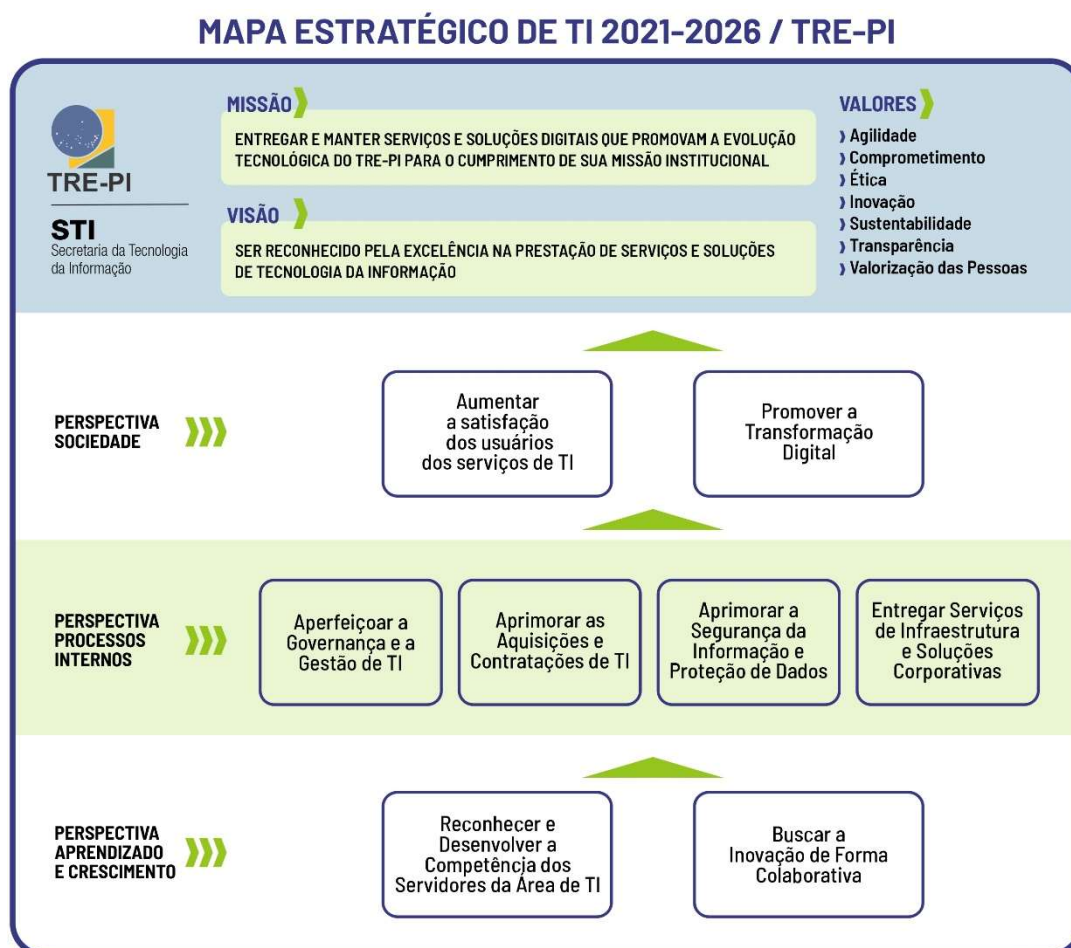 MAPA ESTRATÉGICO DE TI 2021-2026 / TRE-PI
TRE-PI
STI
Secretaria da Tecnologia
da Informação
MISSÃO
ENTREGAR E MANTER SERVIÇOS E SOLUÇÕES DIGITAIS QUE PROMOVAM A EVOLUÇÃO
TECNOLÓGICA DO TRE-PI PARA O CUMPRIMENTO DE SUA MISSÃO INSTITUCIONAL
VISÃO
SER RECONHECIDO PELA EXCELÊNCIA NA PRESTAÇÃO DE SERVIÇOS E SOLUÇÕES
DE TECNOLOGIA DA INFORMAÇÃO
VALORES
Agilidade
Comprometimento
Ética
Inovação
Sustentabilidade
Transparência
Valorização das Pessoas
PERSPECTIVA
SOCIEDADE
Aumentar
a satisfação
dos usuários
dos serviços de TI
Promover a
Transformação
Digital
PERSPECTIVA
PROCESSOS
INTERNOS
Aperfeiçoar a
Governança e a
Gestão de TI
Aprimorar as
Aquisições e
Contratações de TI
Aprimorar a
Segurança da
Informação e
Proteção de Dados
Entregar Serviços
de Infraestrutura
e Soluções
Corporativas
PERSPECTIVA
APRENDIZADO
E CRESCIMENTO
Reconhecer e
Desenvolver a
Competência dos
Servidores da Área de TI
Buscar a
Inovação de Forma
Colaborativa